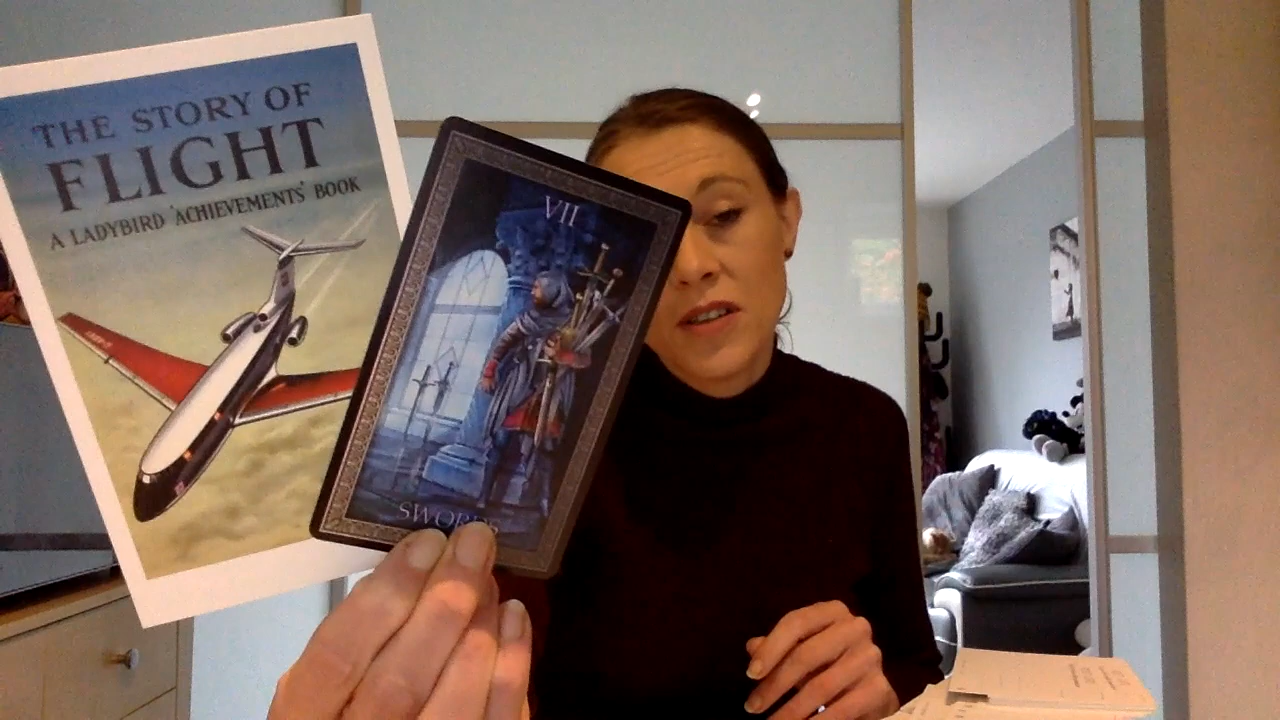 THE STORY OF
FLIGHT
A LADYBIRD 'ACHIEVEMENTS' BOOK
VII
SWORDS